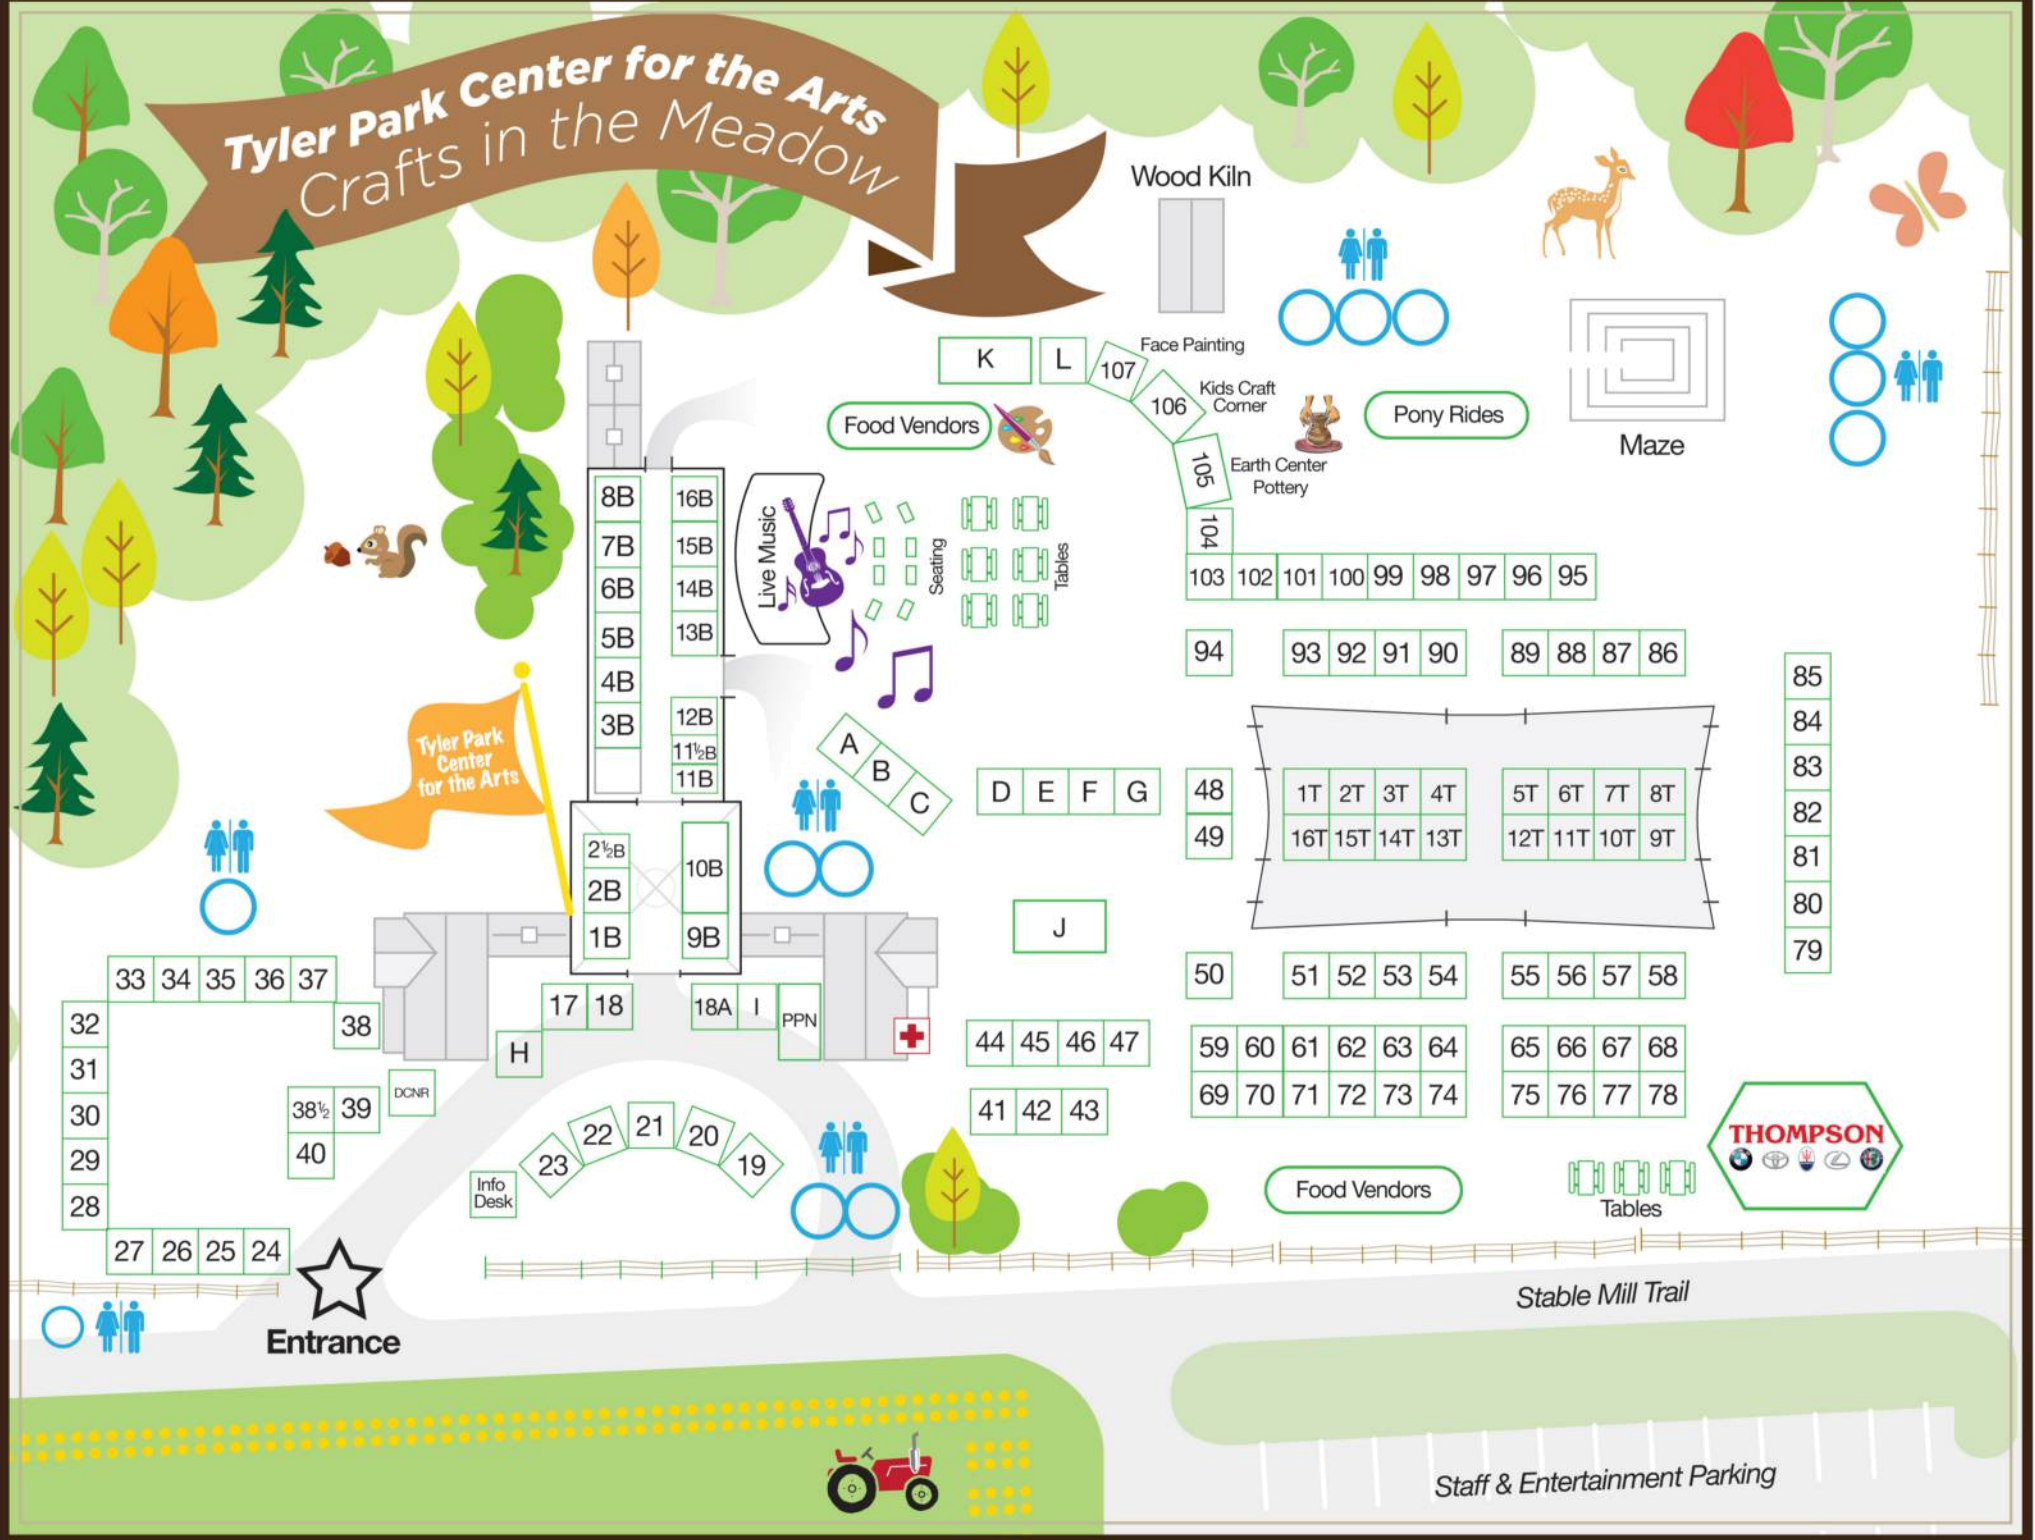 Tyler Park Center for the Arts
Crafts in the Meadow
Wood Kiln
K
L
107
Face Painting
106
Kids Craft
Corner
Food Vendors
Pony Rides
Maze
105
Earth Center
Pottery
104
8B
16B
7B
15B
6B
14B
5B
13B
4B
3B
12B
11½B
11B
Live Music
Seating
Tables
103 102 101 100 99 98 97 96 95
94
93 92 91 90
89 88 87 86
85
84
83
82
81
80
79
Tyler Park
Center
for the Arts
A
B
C
D E F G
48
49
1T 2T 3T 4T
5T 6T 7T 8T
16T 15T 14T 13T
12T 11T 10T 9T
2½B
2B
1B
10B
9B
J
50
51 52 53 54
55 56 57 58
33 34 35 36 37
32
38
31
30
29
28
38½ 39
40
DCNR
27 26 25 24
17 18
H
18A I
PPN
44 45 46 47
41 42 43
59 60 61 62 63 64
65 66 67 68
69 70 71 72 73 74
75 76 77 78
23
22
21
20
19
Info
Desk
THOMPSON
Food Vendors
Tables
Entrance
Stable Mill Trail
Staff & Entertainment Parking